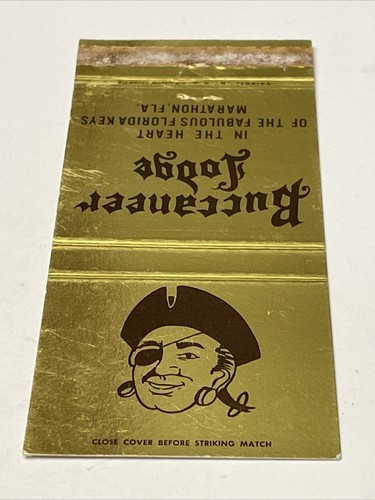 Buccaneer
Lodge
IN THE HEART
OF THE FABULOUS FLORIDA KEYS
MARATHON, FLA.
CLOSE COVER BEFORE STRIKING MATCH